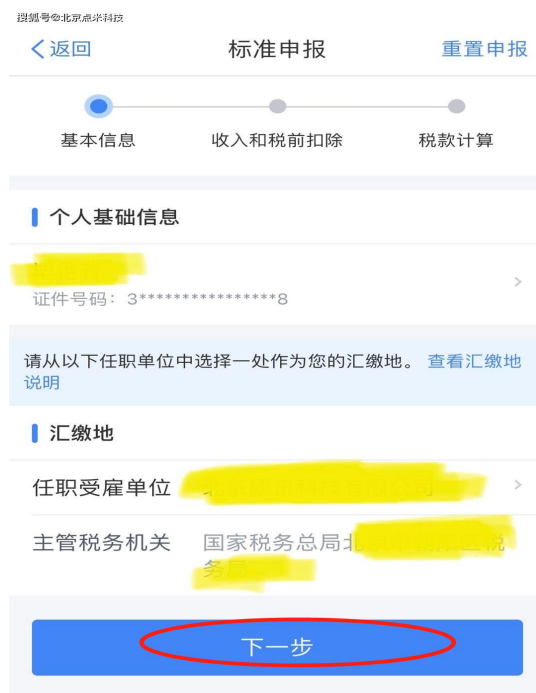 搜狐号@北京点米科技
返回 标准申报 重置申报
基本信息 收入和税前扣除 税款计算
个人基础信息
证件号码：3****************8
请从以下任职单位中选择一处作为您的汇缴地。 查看汇缴地
说明
汇缴地
任职受雇单位
主管税务机关 国家税务总局北
下一步